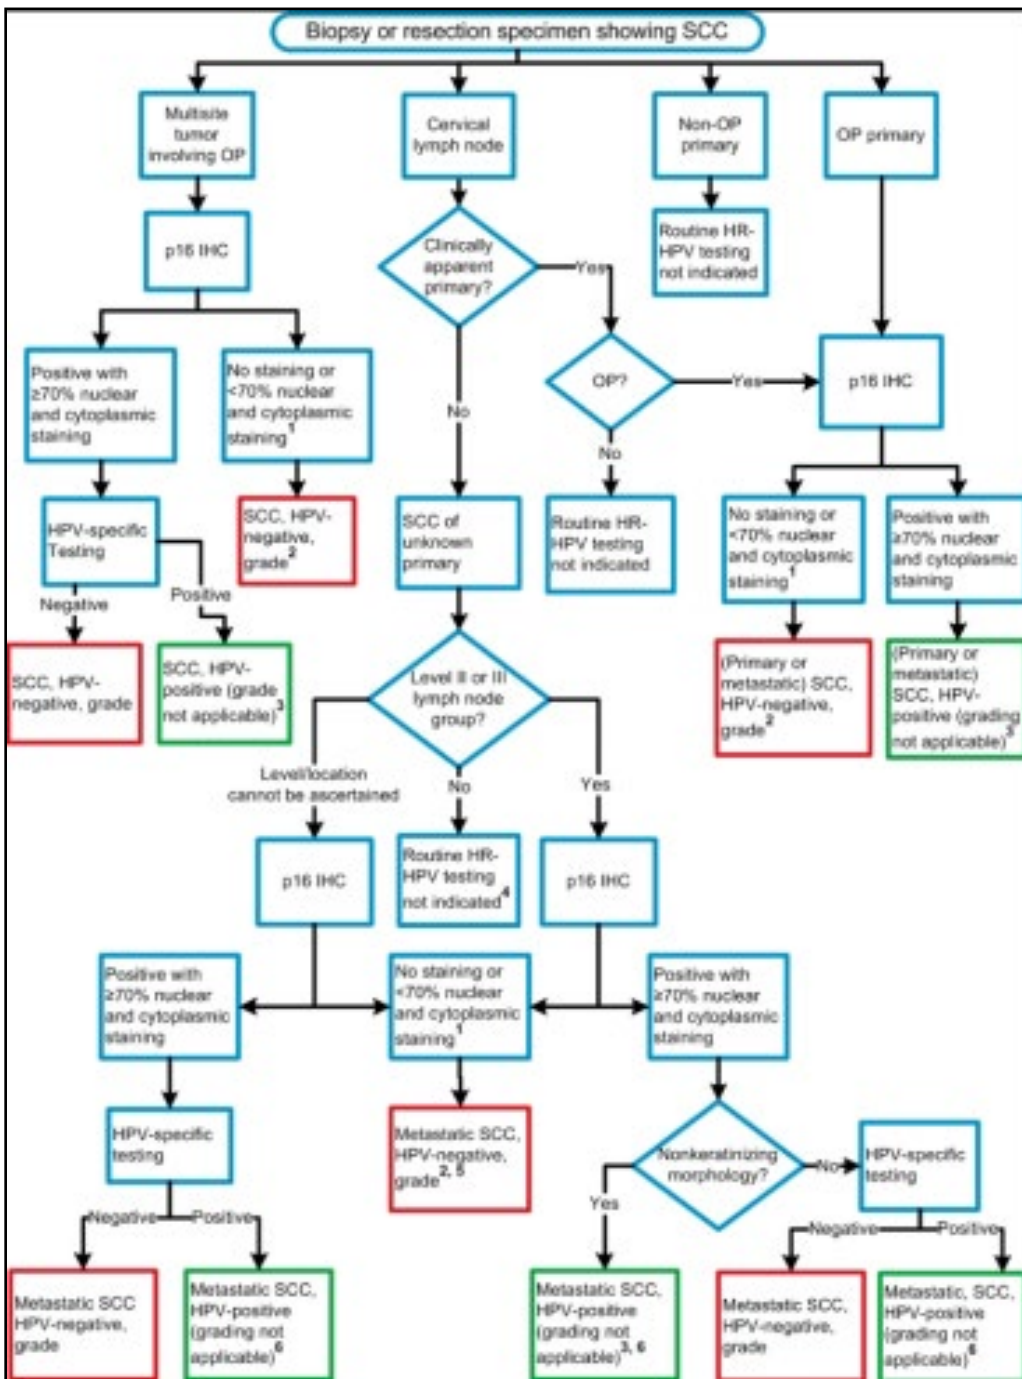 Biopsy or resection specimen showing SCC
Multisite
tumor
involving OP
Cervical
lymph node
Non-OP
primary
OP primary
p16 IHC
Clinically
apparent
primary?
Yes
Routine HR-
HPV testing
not indicated
Positive with
≥70% nuclear
and cytoplasmic
staining
No staining or
<70% nuclear
and cytoplasmic
staining1
No
OP?
Yes
p16 IHC
No
HPV-specific
Testing
SCC, HPV-
negative,
grade2
SCC of
unknown
primary
Routine HR-
HPV testing
not indicated
No staining or
<70% nuclear
and cytoplasmic
staining1
Positive with
≥70% nuclear
and cytoplasmic
staining
Negative
Positive
SCC, HPV-
negative, grade
SCC, HPV-
positive (grade
not applicable)3
Level II or III
lymph node
group?
(Primary or
metastatic) SCC,
HPV-negative,
grade2
(Primary or
metastatic)
SCC, HPV-
positive (grading
not applicable)3
Level/location
cannot be ascertained
No
Yes
p16 IHC
Routine HR-
HPV testing
not indicated4
p16 IHC
Positive with
≥70% nuclear
and cytoplasmic
staining
No staining or
<70% nuclear
and cytoplasmic
staining1
Positive with
≥70% nuclear
and cytoplasmic
staining
HPV-specific
testing
Metastatic SCC,
HPV-negative,
grade2, 5
Nonkeratinizing
morphology?
No
HPV-specific
testing
Yes
Negative
Positive
Negative
Positive
Metastatic SCC
HPV-negative,
grade
Metastatic SCC,
HPV-positive
(grading not
applicable)6
Metastatic SCC,
HPV-positive
(grading not
applicable)3, 6
Metastatic SCC,
HPV-negative,
grade
Metastatic, SCC,
HPV-positive
(grading not
applicable)6